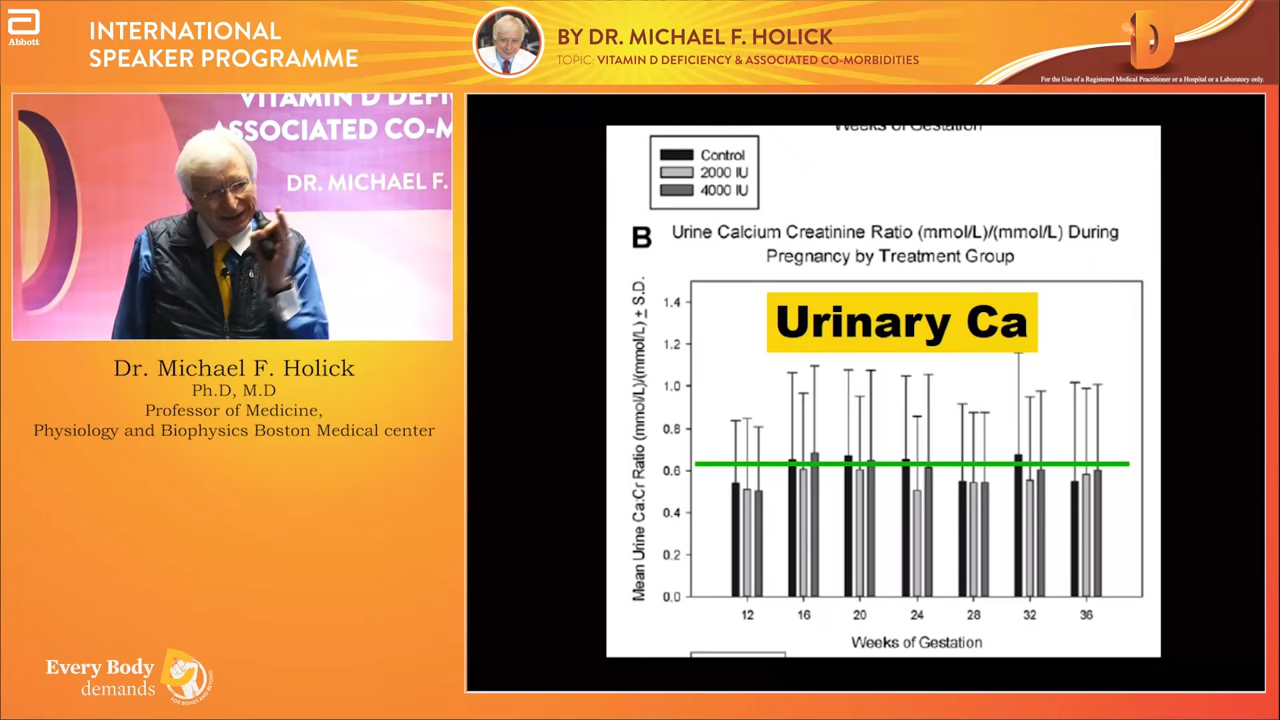 Abbott
INTERNATIONAL
SPEAKER PROGRAMME
BY DR. MICHAEL F. HOLICK
TOPIC: VITAMIN D DEFICIENCY & ASSOCIATED CO-MORBIDITIES
D
For the Use of a Registered Medical Practitioner or a Hospital or a Laboratory only.
VITAMIN D DEFI
ASSOCIATED CO-M
DR. MICHAEL F.
Dr. Michael F. Holick
Ph.D, M.D
Professor of Medicine,
Physiology and Biophysics Boston Medical center
Every Body
demands
FOR BONES AND BEYOND
Weeks of Gestation
Control
2000 IU
4000 IU
B
Urine Calcium Creatinine Ratio (mmol/L)/(mmol/L) During
Pregnancy by Treatment Group
Urinary Ca
Mean Urine Ca:Cr Ratio (mmol/L)/(mmol/L) ± S.D.
1.4
1.2
1.0
0.8
0.6
0.4
0.2
0.0
12 16 20 24 28 32 36
Weeks of Gestation